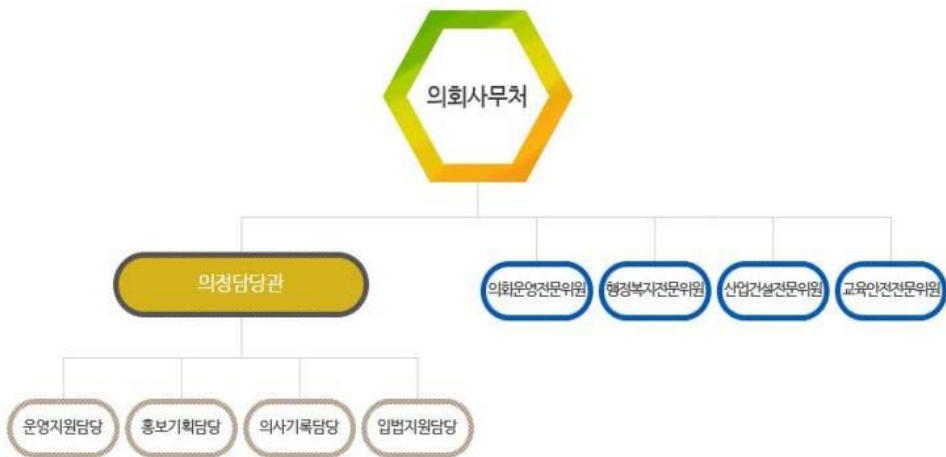 의회사무처
의정담당관
의회운영전문위원
행정복지전문위원
산업건설전문위원
교육안전전문위원
운영지원담당
홍보기획담당
의사기록담당
입법지원담당